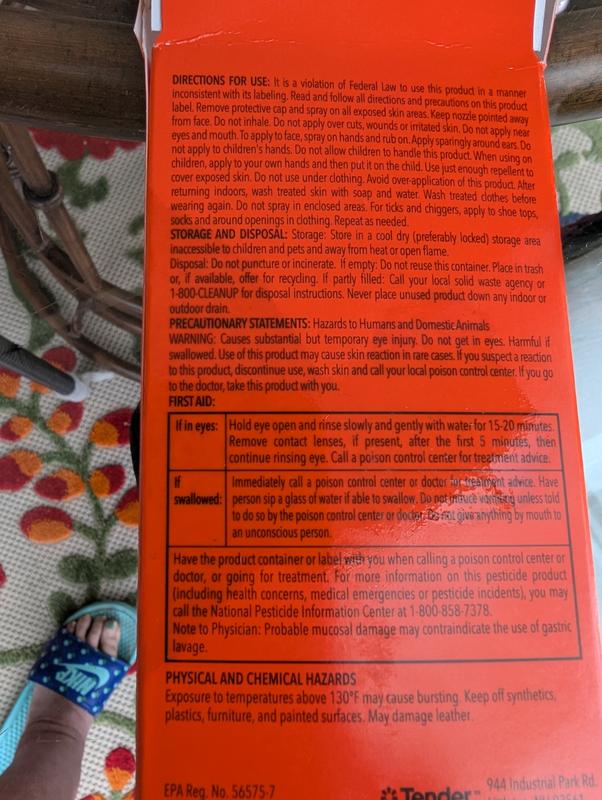 DIRECTIONS FOR USE: It is a violation of Federal Law to use this product in a manner
inconsistent with its labeling. Read and follow all directions and precautions on this product
label. Remove protective cap and spray on all exposed skin areas. Keep nozzle pointed away
from face. Do not inhale. Do not apply over cuts, wounds or irritated skin. Do not apply near
eyes and mouth. To apply to face, spray on hands and rub on. Apply sparingly around ears. Do
not apply to children's hands. Do not allow children to handle this product. When using on
children, apply to your own hands and then put it on the child. Use just enough repellent to
cover exposed skin. Do not use under clothing. Avoid over-application of this product. After
returning indoors, wash treated skin with soap and water. Wash treated clothes before
wearing again. Do not spray in enclosed areas. For ticks and chiggers, apply to shoe tops,
socks and around openings in clothing. Repeat as needed.
STORAGE AND DISPOSAL: Storage: Store in a cool dry (preferably locked) storage area
inaccessible to children and pets and away from heat or open flame.
Disposal: Do not puncture or incinerate. If empty: Do not reuse this container. Place in trash
or, if available, offer for recycling. If partly filled: Call your local solid waste agency or
1-800-CLEANUP for disposal instructions. Never place unused product down any indoor or
outdoor drain.
PRECAUTIONARY STATEMENTS: Hazards to Humans and Domestic Animals
WARNING: Causes substantial but temporary eye injury. Do not get in eyes. Harmful if
swallowed. Use of this product may cause skin reaction in rare cases. If you suspect a reaction
to this product, discontinue use, wash skin and call your local poison control center. If you go
to the doctor, take this product with you.
FIRST AID:
If in eyes: Hold eye open and rinse slowly and gently with water for 15-20 minutes.
Remove contact lenses, if present, after the first 5 minutes, then
continue rinsing eye. Call a poison control center for treatment advice.
If swallowed: Immediately call a poison control center or doctor for treatment advice. Have
person sip a glass of water if able to swallow. Do not induce vomiting unless told
to do so by the poison control center or doctor. Do not give anything by mouth to
an unconscious person.
Have the product container or label with you when calling a poison control center or
doctor, or going for treatment. For more information on this pesticide product
(including health concerns, medical emergencies or pesticide incidents), you may
call the National Pesticide Information Center at 1-800-858-7378.
Note to Physician: Probable mucosal damage may contraindicate the use of gastric
lavage.
PHYSICAL AND CHEMICAL HAZARDS
Exposure to temperatures above 130°F may cause bursting. Keep off synthetics,
plastics, furniture, and painted surfaces. May damage leather.
EPA Reg. No. 56575-7
Tender™ 944 Industrial Park Rd.
NIKE